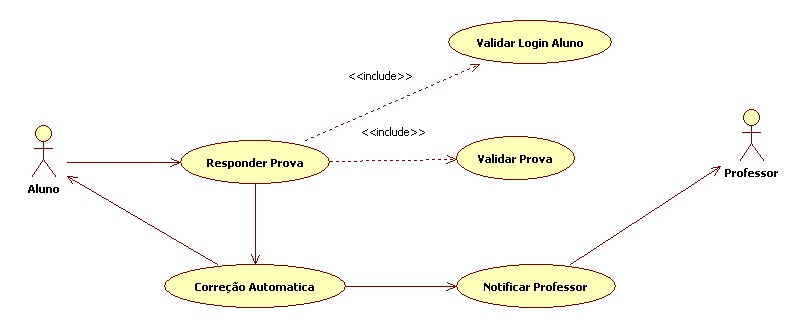 Validar Login Aluno
<<include>>
<<include>>
Responder Prova
Validar Prova
Aluno
Professor
Correção Automatica
Notificar Professor